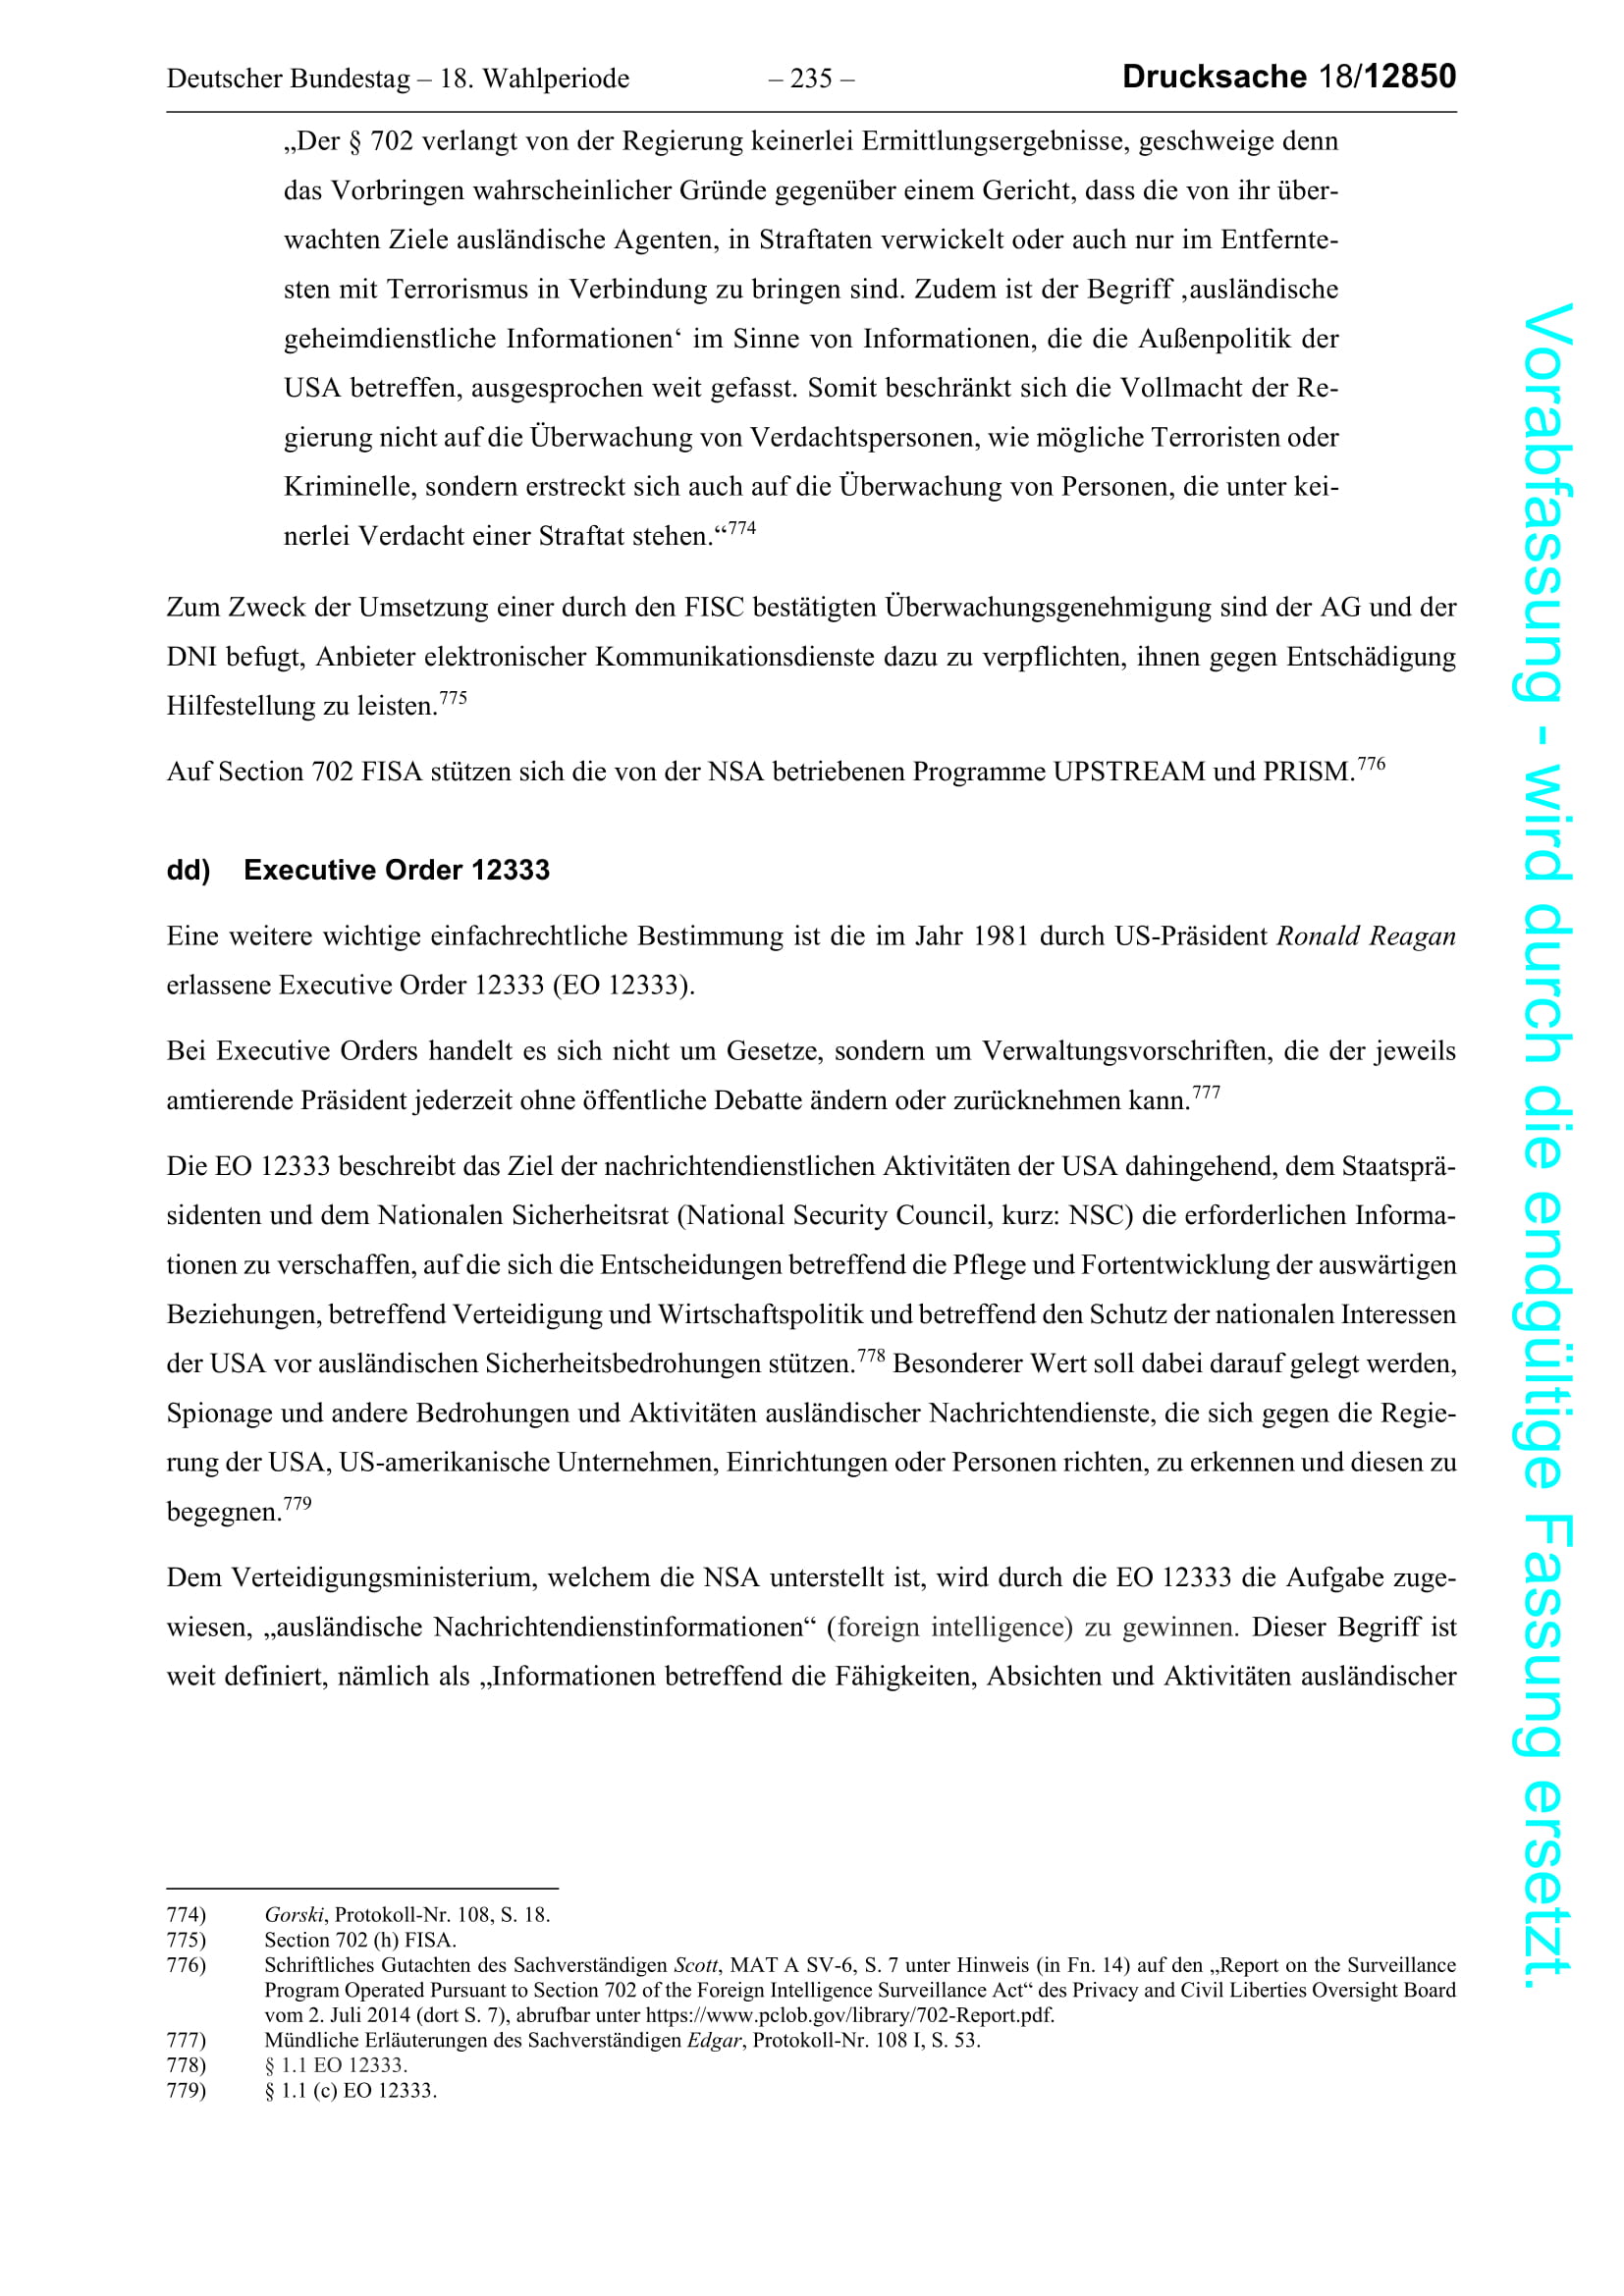 Deutscher Bundestag – 18. Wahlperiode – 235 – Drucksache 18/12850
„Der § 702 verlangt von der Regierung keinerlei Ermittlungsergebnisse, geschweige denn
das Vorbringen wahrscheinlicher Gründe gegenüber einem Gericht, dass die von ihr über-
wachten Ziele ausländische Agenten, in Straftaten verwickelt oder auch nur im Entfernte-
sten mit Terrorismus in Verbindung zu bringen sind. Zudem ist der Begriff ‚ausländische
geheimdienstliche Informationen‘ im Sinne von Informationen, die die Außenpolitik der
USA betreffen, ausgesprochen weit gefasst. Somit beschränkt sich die Vollmacht der Re-
gierung nicht auf die Überwachung von Verdachtspersonen, wie mögliche Terroristen oder
Kriminelle, sondern erstreckt sich auch auf die Überwachung von Personen, die unter kei-
nerlei Verdacht einer Straftat stehen.“774
Zum Zweck der Umsetzung einer durch den FISC bestätigten Überwachungsgenehmigung sind der AG und der
DNI befugt, Anbieter elektronischer Kommunikationsdienste dazu zu verpflichten, ihnen gegen Entschädigung
Hilfestellung zu leisten.775
Auf Section 702 FISA stützen sich die von der NSA betriebenen Programme UPSTREAM und PRISM.776
dd) Executive Order 12333
Eine weitere wichtige einfachrechtliche Bestimmung ist die im Jahr 1981 durch US-Präsident Ronald Reagan
erlassene Executive Order 12333 (EO 12333).
Bei Executive Orders handelt es sich nicht um Gesetze, sondern um Verwaltungsvorschriften, die der jeweils
amtierende Präsident jederzeit ohne öffentliche Debatte ändern oder zurücknehmen kann.777
Die EO 12333 beschreibt das Ziel der nachrichtendienstlichen Aktivitäten der USA dahingehend, dem Staatsprä-
sidenten und dem Nationalen Sicherheitsrat (National Security Council, kurz: NSC) die erforderlichen Informa-
tionen zu verschaffen, auf die sich die Entscheidungen betreffend die Pflege und Fortentwicklung der auswärtigen
Beziehungen, betreffend Verteidigung und Wirtschaftspolitik und betreffend den Schutz der nationalen Interessen
der USA vor ausländischen Sicherheitsbedrohungen stützen.778 Besonderer Wert soll dabei darauf gelegt werden,
Spionage und andere Bedrohungen und Aktivitäten ausländischer Nachrichtendienste, die sich gegen die Regie-
rung der USA, US-amerikanische Unternehmen, Einrichtungen oder Personen richten, zu erkennen und diesen zu
begegnen.779
Dem Verteidigungsministerium, welchem die NSA unterstellt ist, wird durch die EO 12333 die Aufgabe zuge-
wiesen, „ausländische Nachrichtendienstinformationen“ (foreign intelligence) zu gewinnen. Dieser Begriff ist
weit definiert, nämlich als „Informationen betreffend die Fähigkeiten, Absichten und Aktivitäten ausländischer
774) Gorski, Protokoll-Nr. 108, S. 18.
775) Section 702 (h) FISA.
776) Schriftliches Gutachten des Sachverständigen Scott, MAT A SV-6, S. 7 unter Hinweis (in Fn. 14) auf den „Report on the Surveillance
Program Operated Pursuant to Section 702 of the Foreign Intelligence Surveillance Act“ des Privacy and Civil Liberties Oversight Board
vom 2. Juli 2014 (dort S. 7), abrufbar unter https://www.pclob.gov/library/702-Report.pdf.
777) Mündliche Erläuterungen des Sachverständigen Edgar, Protokoll-Nr. 108 I, S. 53.
778) § 1.1 EO 12333.
779) § 1.1 (c) EO 12333.
Vorabfassung - wird durch die endgültige Fassung ersetzt.